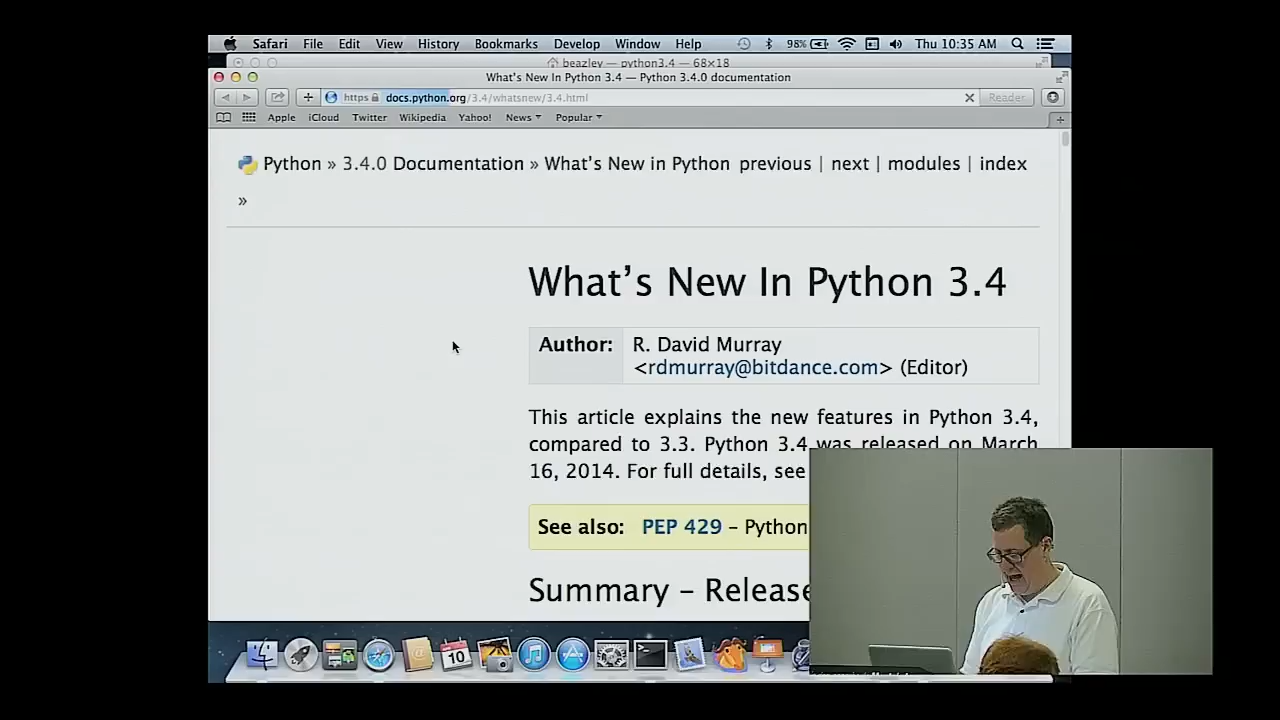 Safari File Edit View History Bookmarks Develop Window Help 98% Thu 10:35 AM
beazley — python3.4 — 68×18
What's New In Python 3.4 — Python 3.4.0 documentation
https docs.python.org/3.4/whatsnew/3.4.html Reader
Apple iCloud Twitter Wikipedia Yahoo! News Popular
Python » 3.4.0 Documentation » What's New in Python previous | next | modules | index
»
What's New In Python 3.4
Author: R. David Murray
<rdmurray@bitdance.com> (Editor)
This article explains the new features in Python 3.4,
compared to 3.3. Python 3.4 was released on March
16, 2014. For full details, see
See also: PEP 429 – Python
Summary – Release
10